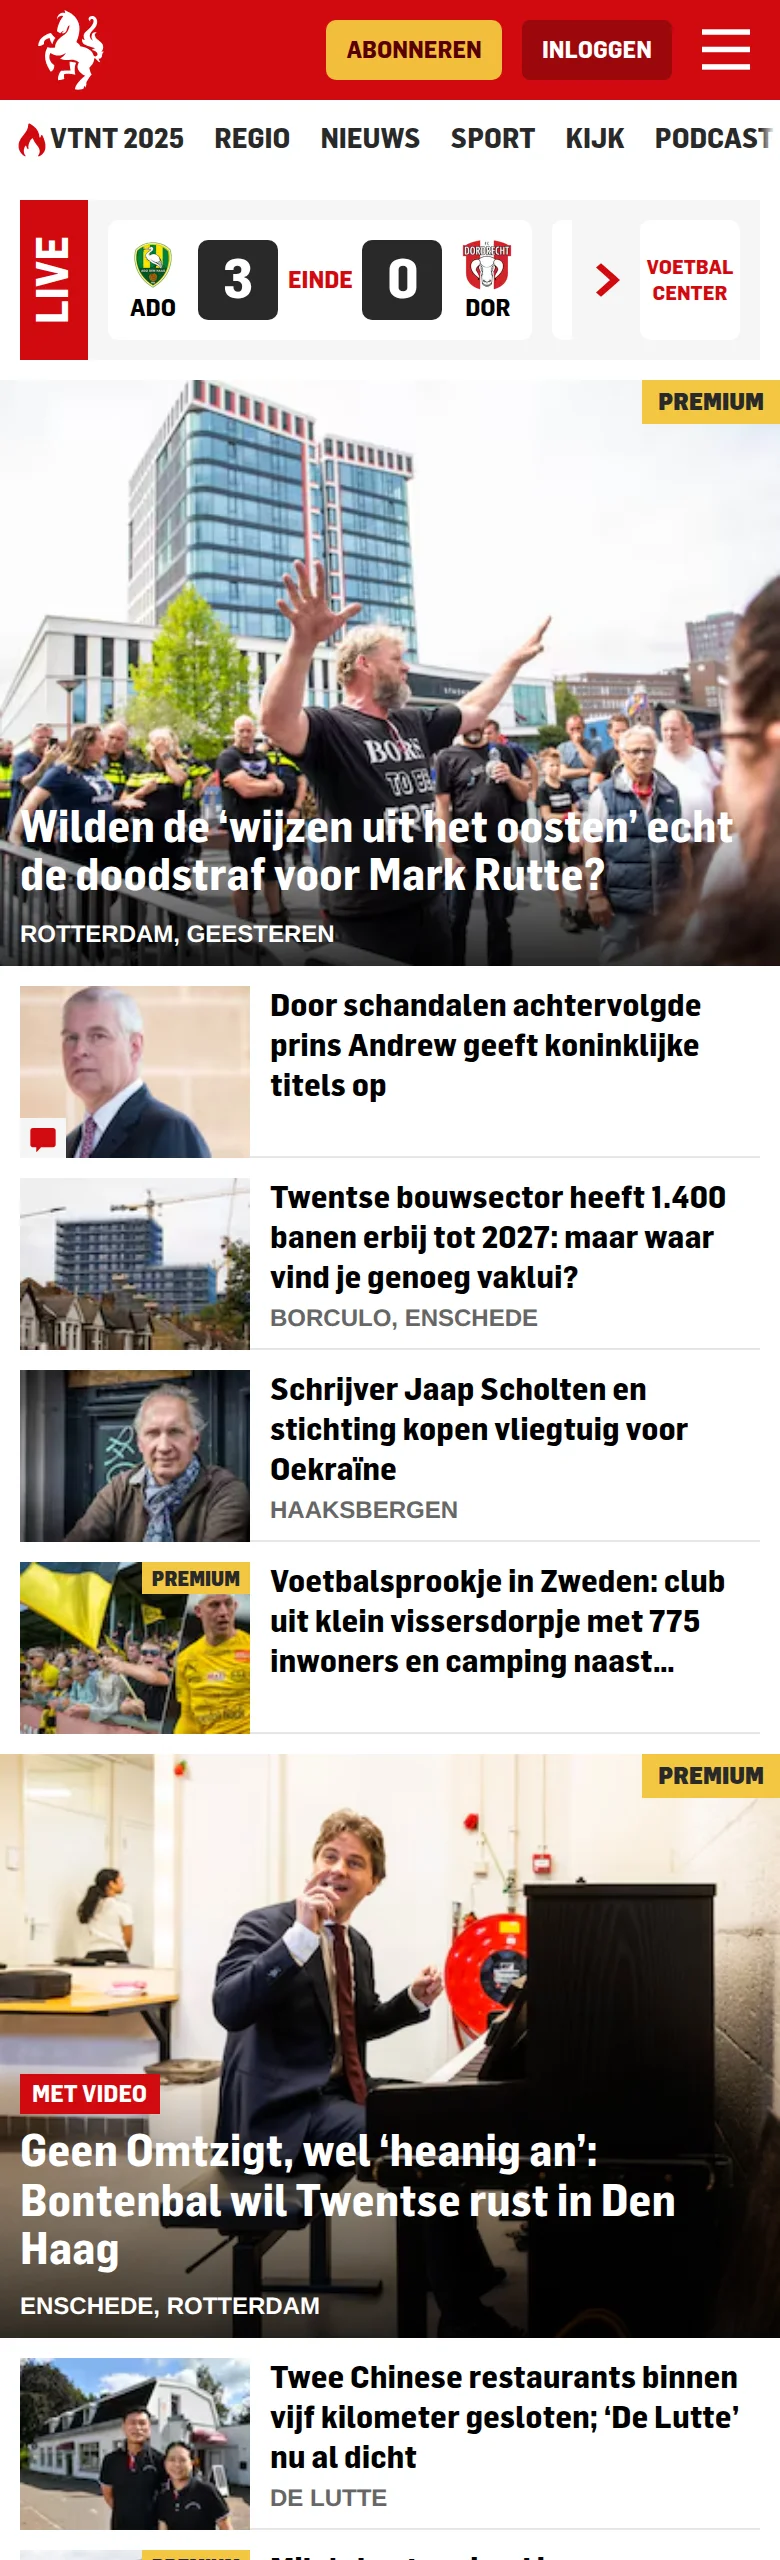 ABONNEREN
INLOGGEN
VTNT 2025 REGIO NIEUWS SPORT KIJK PODCAST
LIVE
ADO
3
EINDE
0
DORDRECHT
DOR
VOETBAL
CENTER
PREMIUM
BORN
TO BE
Wilden de ‘wijzen uit het oosten’ echt
de doodstraf voor Mark Rutte?
ROTTERDAM, GEESTEREN
Door schandalen achtervolgde
prins Andrew geeft koninklijke
titels op
Twentse bouwsector heeft 1.400
banen erbij tot 2027: maar waar
vind je genoeg vaklui?
BORCULO, ENSCHEDE
Schrijver Jaap Scholten en
stichting kopen vliegtuig voor
Oekraïne
HAAKSBERGEN
PREMIUM
Voetbalsprookje in Zweden: club
uit klein vissersdorpje met 775
inwoners en camping naast...
PREMIUM
MET VIDEO
Geen Omtzigt, wel ‘heanig an’:
Bontenbal wil Twentse rust in Den
Haag
ENSCHEDE, ROTTERDAM
Twee Chinese restaurants binnen
vijf kilometer gesloten; ‘De Lutte’
nu al dicht
DE LUTTE
PREMIUM